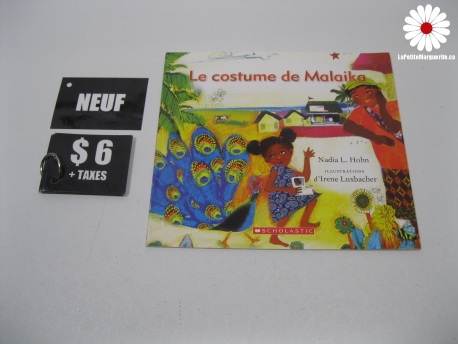 LaPetiteMarguerite.ca
NEUF
$ 6
+ TAXES
Le costume de Malaika
Nadia L. Hohn
ILLUSTRATIONS
d'Irene Luxbacher
SCHOLASTIC